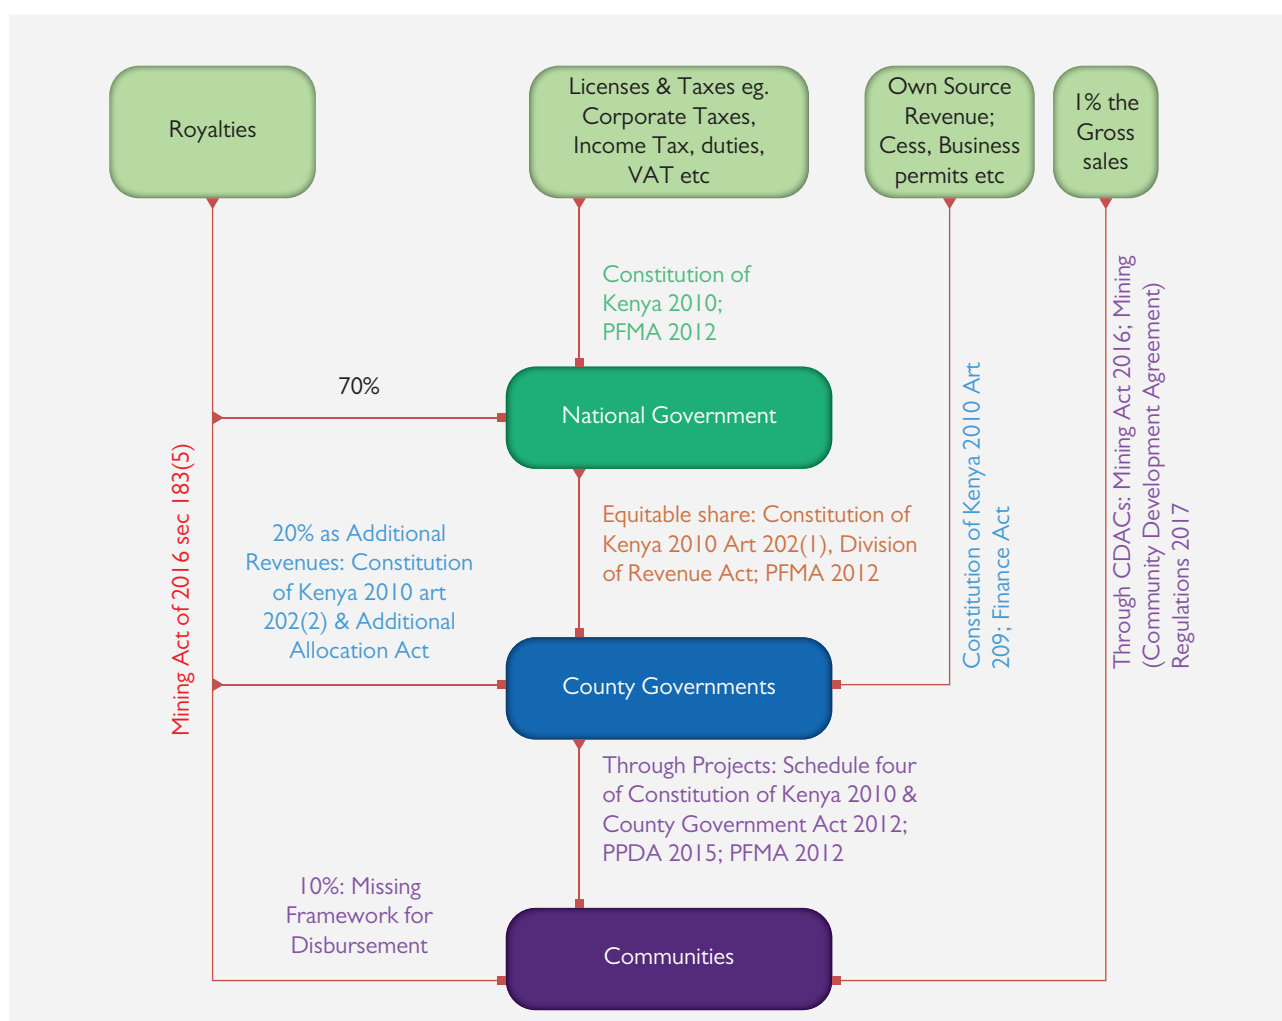 Royalties
Licenses & Taxes eg.
Corporate Taxes,
Income Tax, duties,
VAT etc
Own Source
Revenue;
Cess, Business
permits etc
1% the
Gross
sales
Constitution of
Kenya 2010;
PFMA 2012
70%
National Government
Mining Act of 2016 sec 183(5)
20% as Additional
Revenues: Constitution
of Kenya 2010 art
202(2) & Additional
Allocation Act
Equitable share: Constitution of
Kenya 2010 Art 202(1), Division
of Revenue Act; PFMA 2012
Constitution of Kenya 2010 Art
209; Finance Act
Through CDACs: Mining Act 2016; Mining
(Community Development Agreement)
Regulations 2017
County Governments
Through Projects: Schedule four
of Constitution of Kenya 2010 &
County Government Act 2012;
PPDA 2015; PFMA 2012
10%: Missing
Framework for
Disbursement
Communities